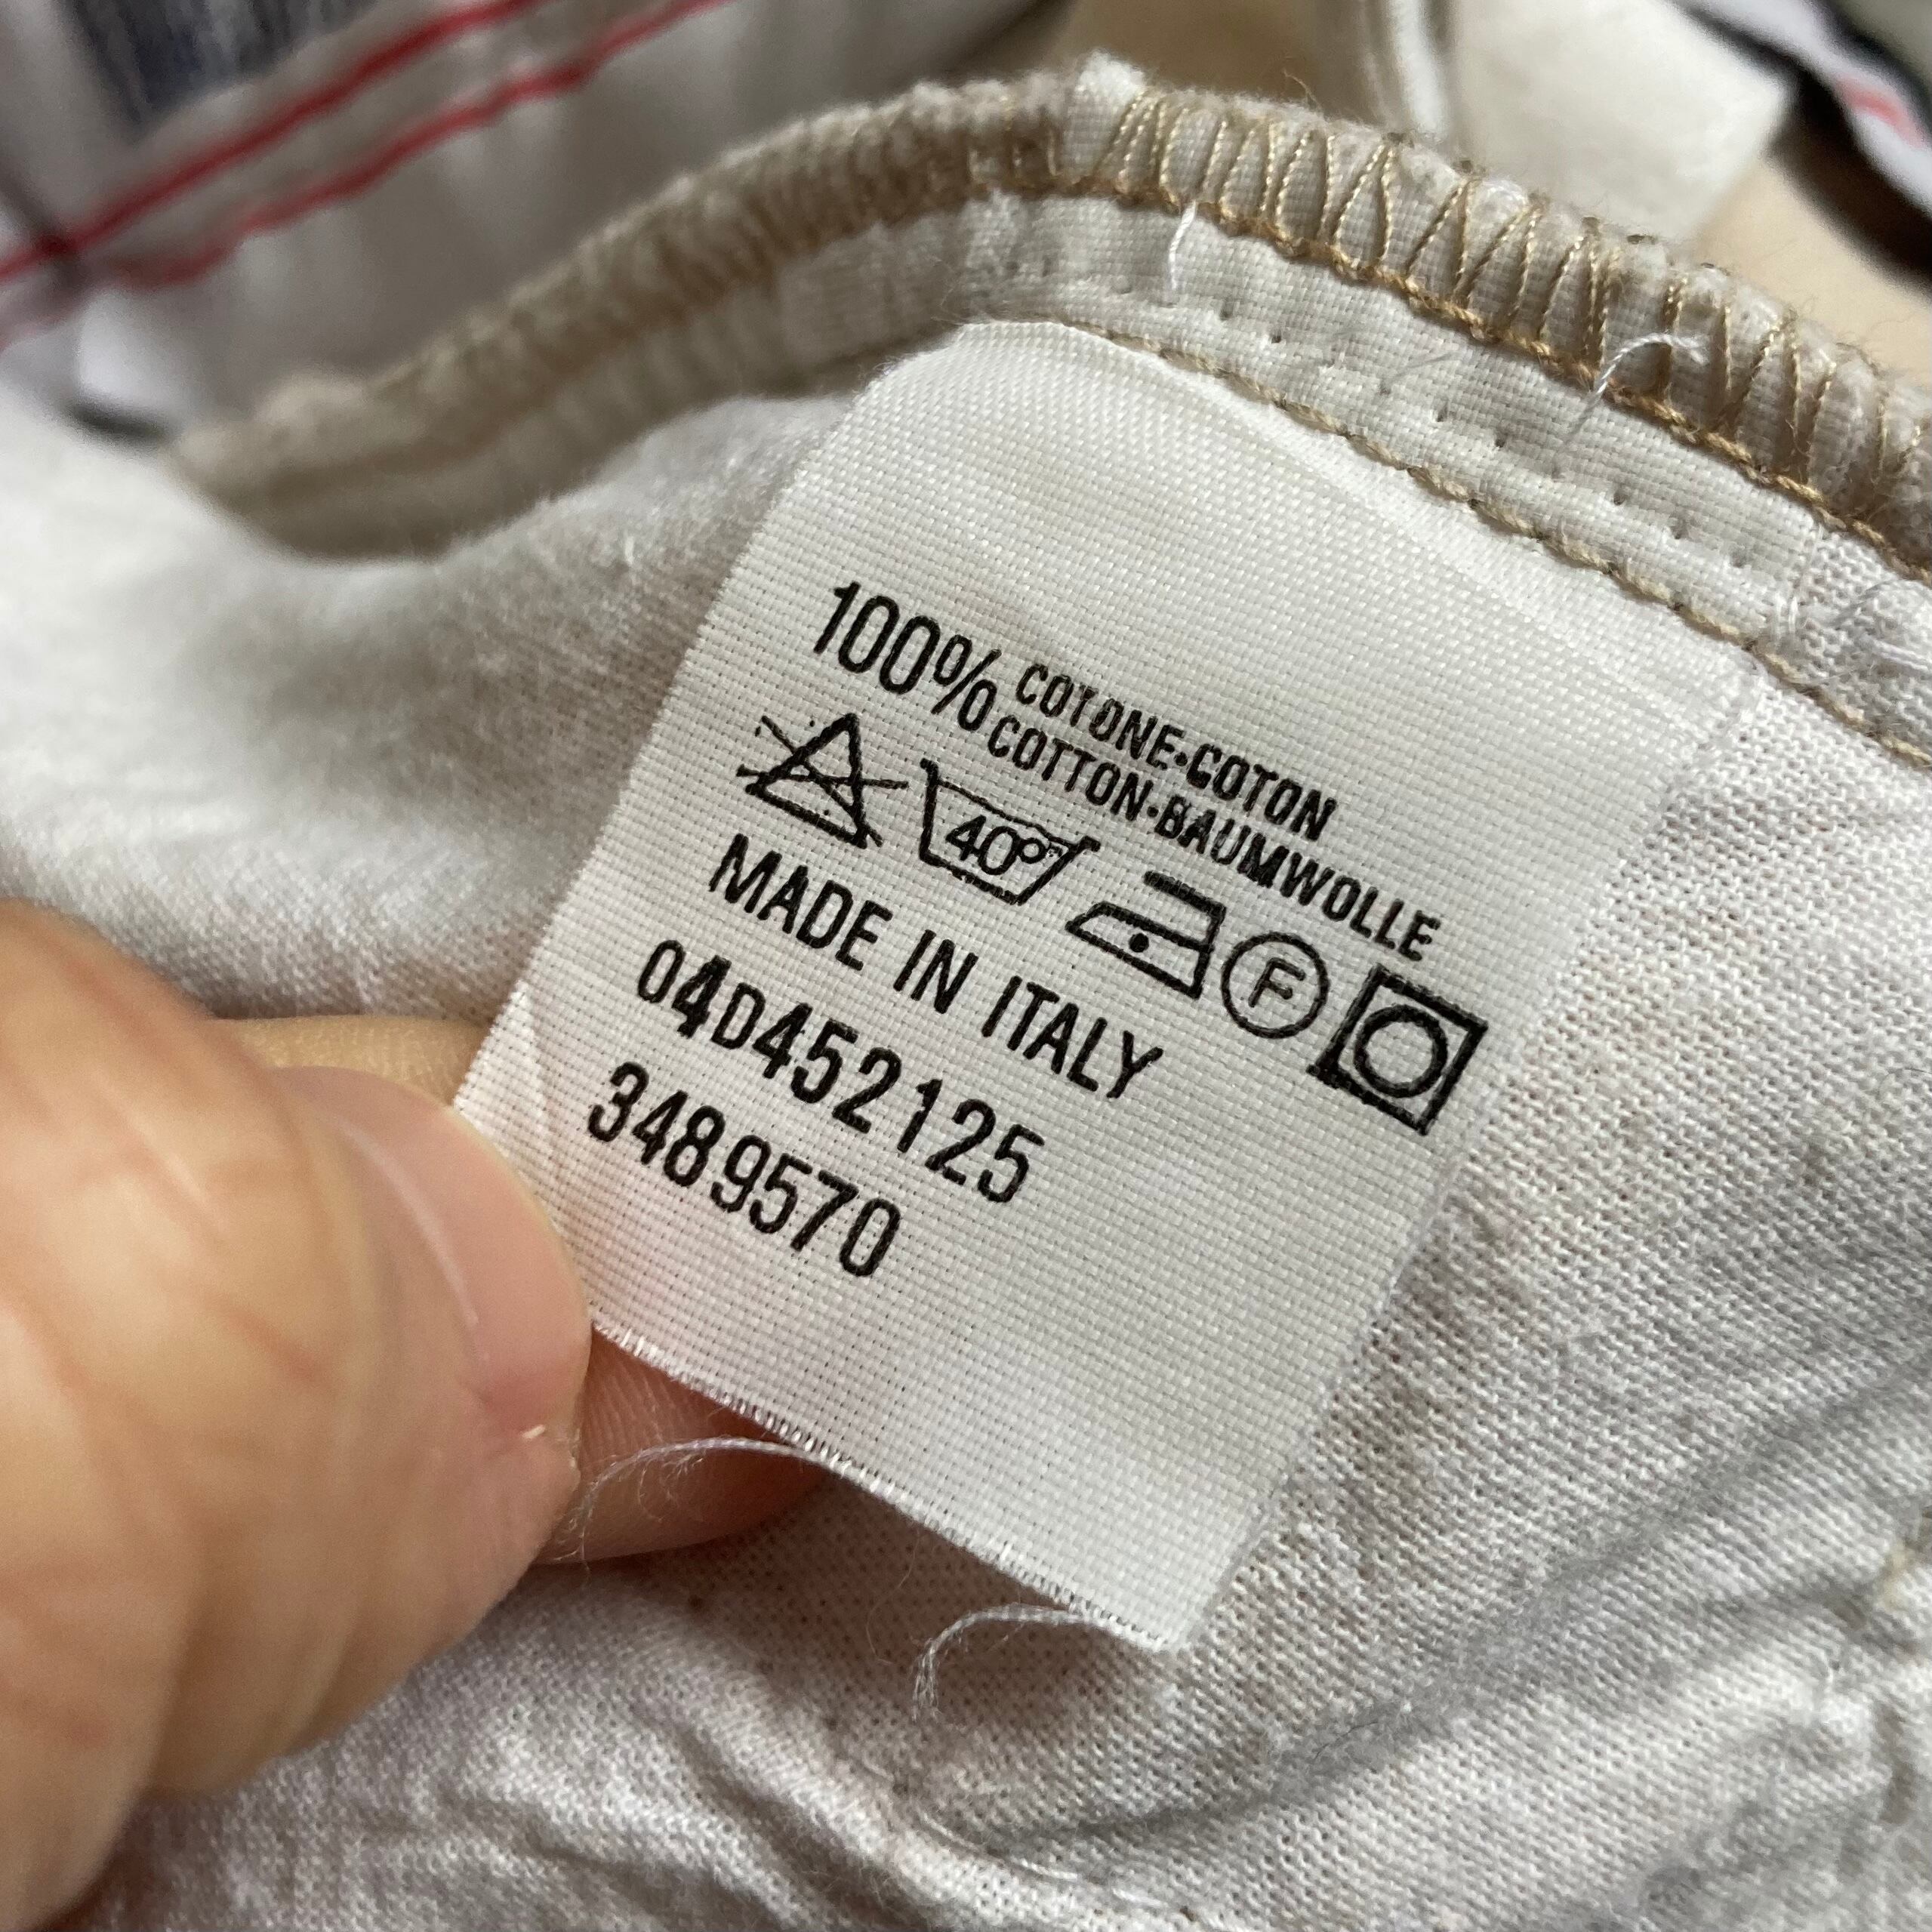 100% COTONE·COTON
COTTON·BAUMWOLLE
40° F
MADE IN ITALY
04D452125
3489570